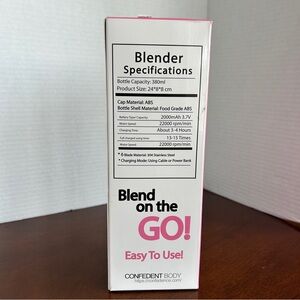 Blender
Specifications
Bottle Capacity: 380ml
Product Size: 24*8*8 cm
Cap Material: ABS
Bottle Shell Material: Food Grade ABS
Battery Type/Capacity 2000mAh 3.7V
Motor Speed 22000 rpm/min
Charging Time About 3-4 Hours
Full charged using time 13-15 Times
Motor Speed 22000 rpm/min
* 6-Blade Material: 304 Stainless Steel
* Charging Mode: Using Cable or Power Bank
Blend
on the
GO!
Easy To Use!
CONFEDENT BODY